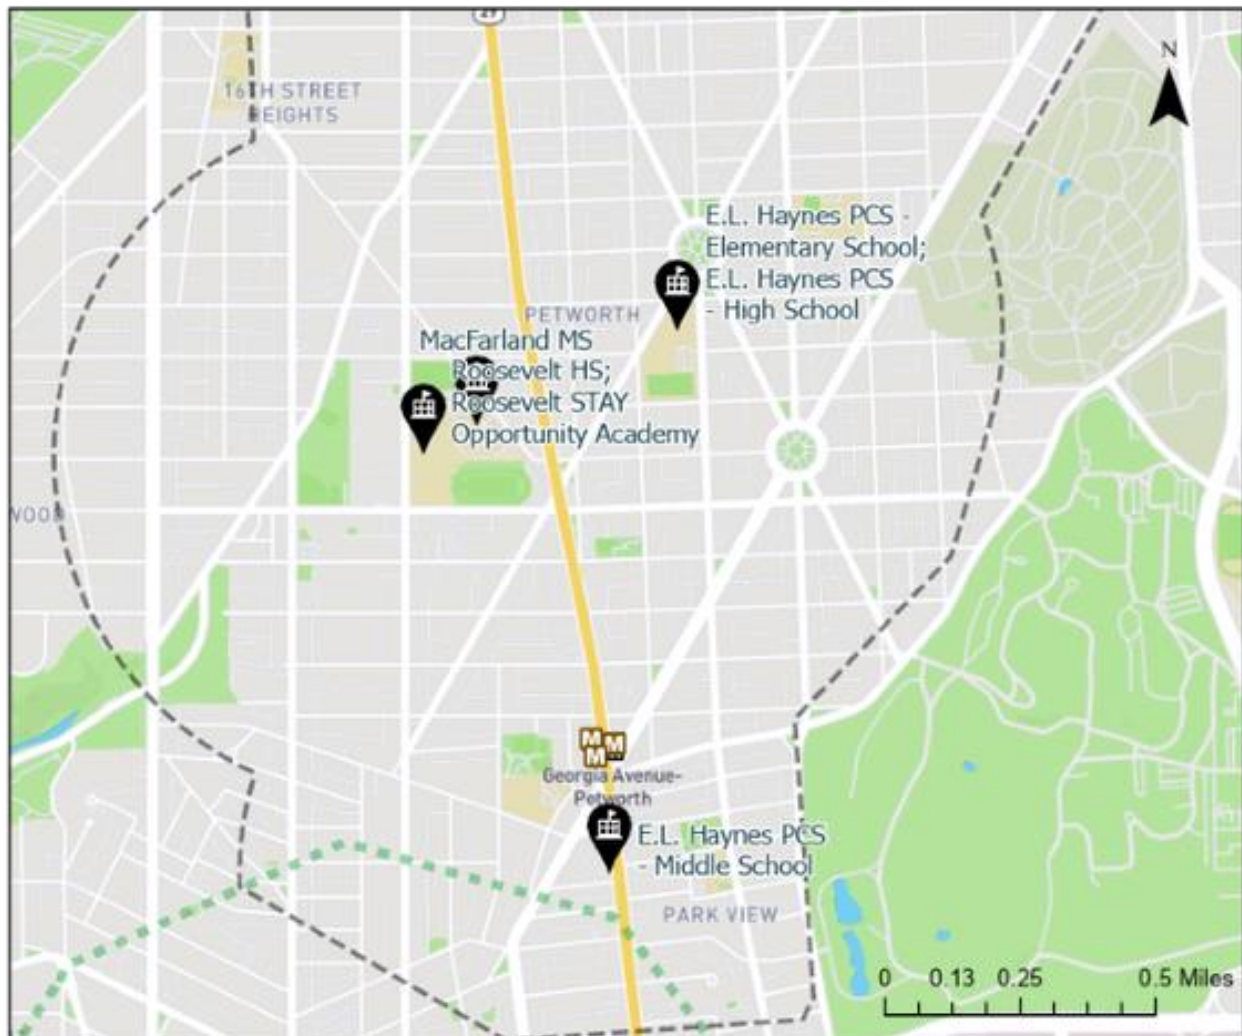 29
N
16TH STREET
HEIGHTS
E.L. Haynes PCS -
Elementary School;
E.L. Haynes PCS
- High School
PETWORTH
MacFarland MS
Roosevelt HS;
Roosevelt STAY
Opportunity Academy
WOOD
M M
M
Georgia Avenue-
Petworth
E.L. Haynes PCS
- Middle School
PARK VIEW
0 0.13 0.25 0.5 Miles